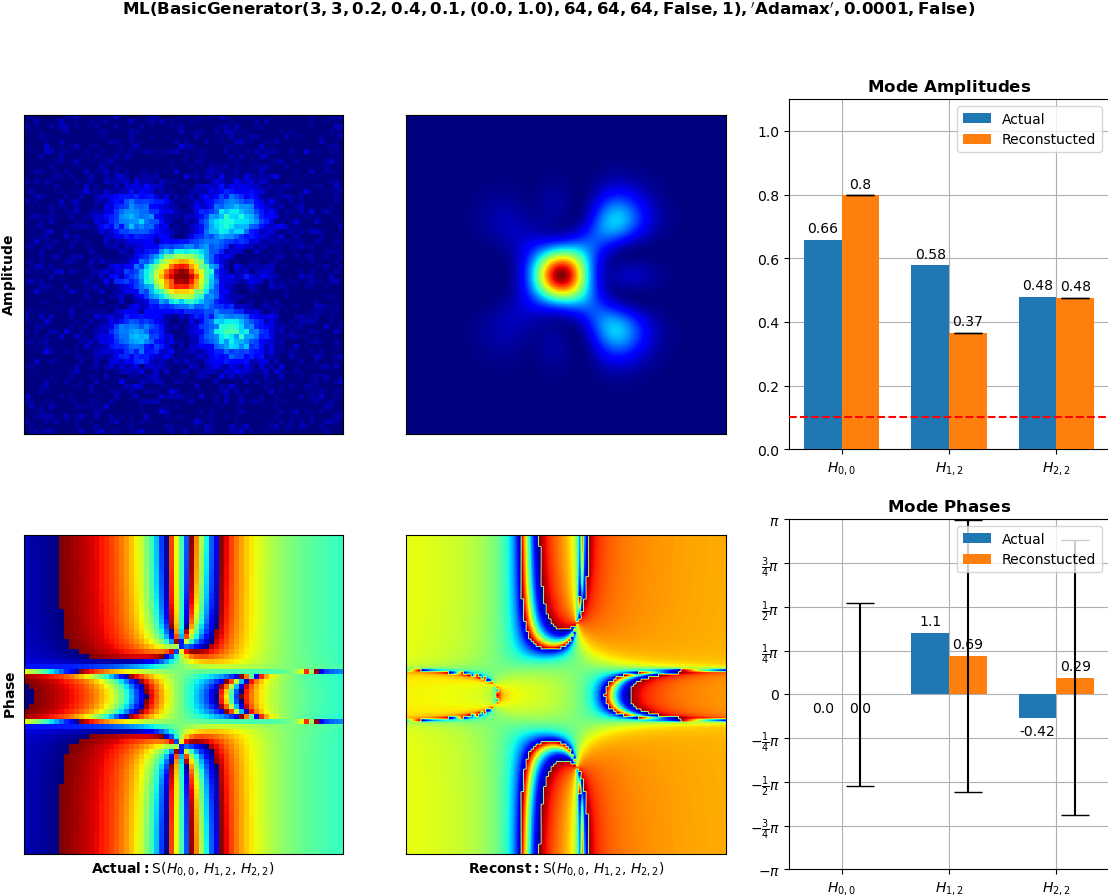 ML(BasicGenerator(3, 3, 0.2, 0.4, 0.1, (0.0, 1.0), 64, 64, 64, False, 1), ′Adamax′, 0.0001, False)
Amplitude
Mode Amplitudes
Actual
Reconstucted
1.0
0.8
0.6
0.4
0.2
0.0
0.66
0.8
0.58
0.37
0.48
0.48
H0,0
H1,2
H2,2
Phase
Actual: S(H0,0, H1,2, H2,2)
Reconst: S(H0,0, H1,2, H2,2)
Mode Phases
Actual
Reconstucted
π
3/4π
1/2π
1/4π
0
−1/4π
−1/2π
−3/4π
−π
0.0
0.0
1.1
0.69
-0.42
0.29
H0,0
H1,2
H2,2